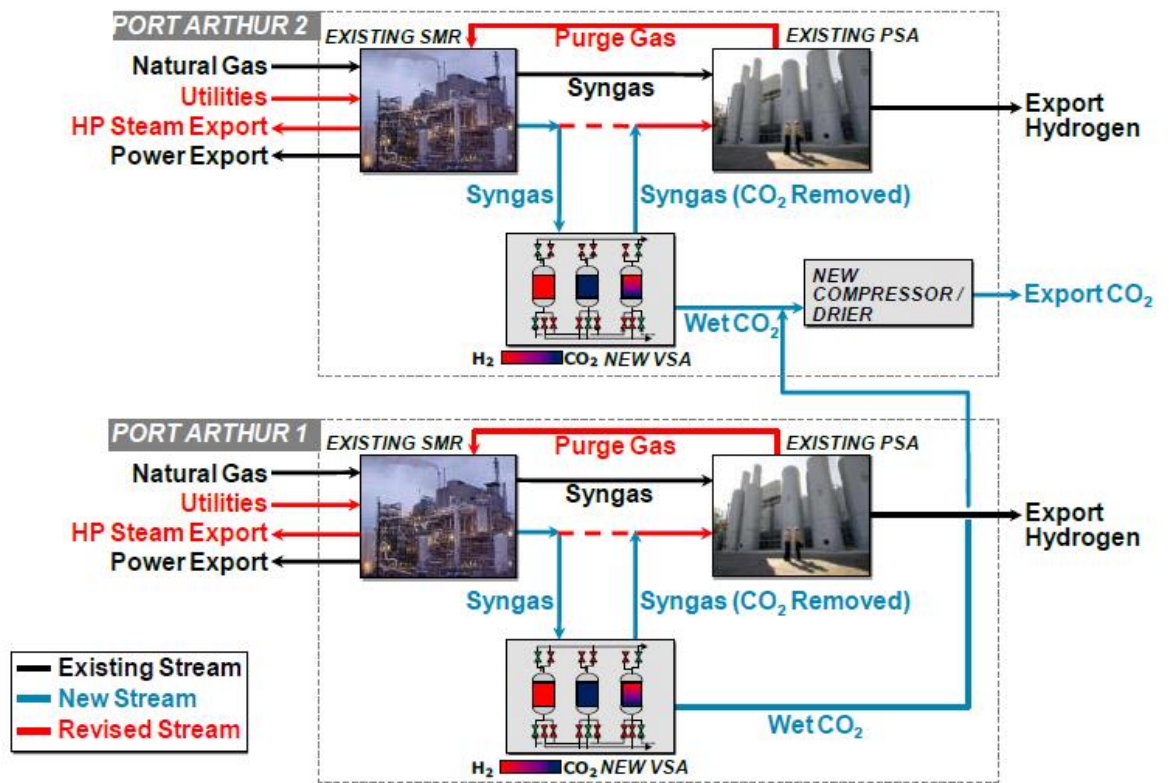 PORT ARTHUR 2
EXISTING SMR
Purge Gas
EXISTING PSA
Natural Gas
Utilities
HP Steam Export
Power Export
Syngas
Export
Hydrogen
Syngas
Syngas (CO₂ Removed)
NEW
COMPRESSOR /
DRIER
Export CO₂
Wet CO₂
H₂ CO₂ NEW VSA
PORT ARTHUR 1
EXISTING SMR
Purge Gas
EXISTING PSA
Natural Gas
Utilities
HP Steam Export
Power Export
Syngas
Export
Hydrogen
Syngas
Syngas (CO₂ Removed)
Existing Stream
New Stream
Revised Stream
Wet CO₂
H₂ CO₂ NEW VSA